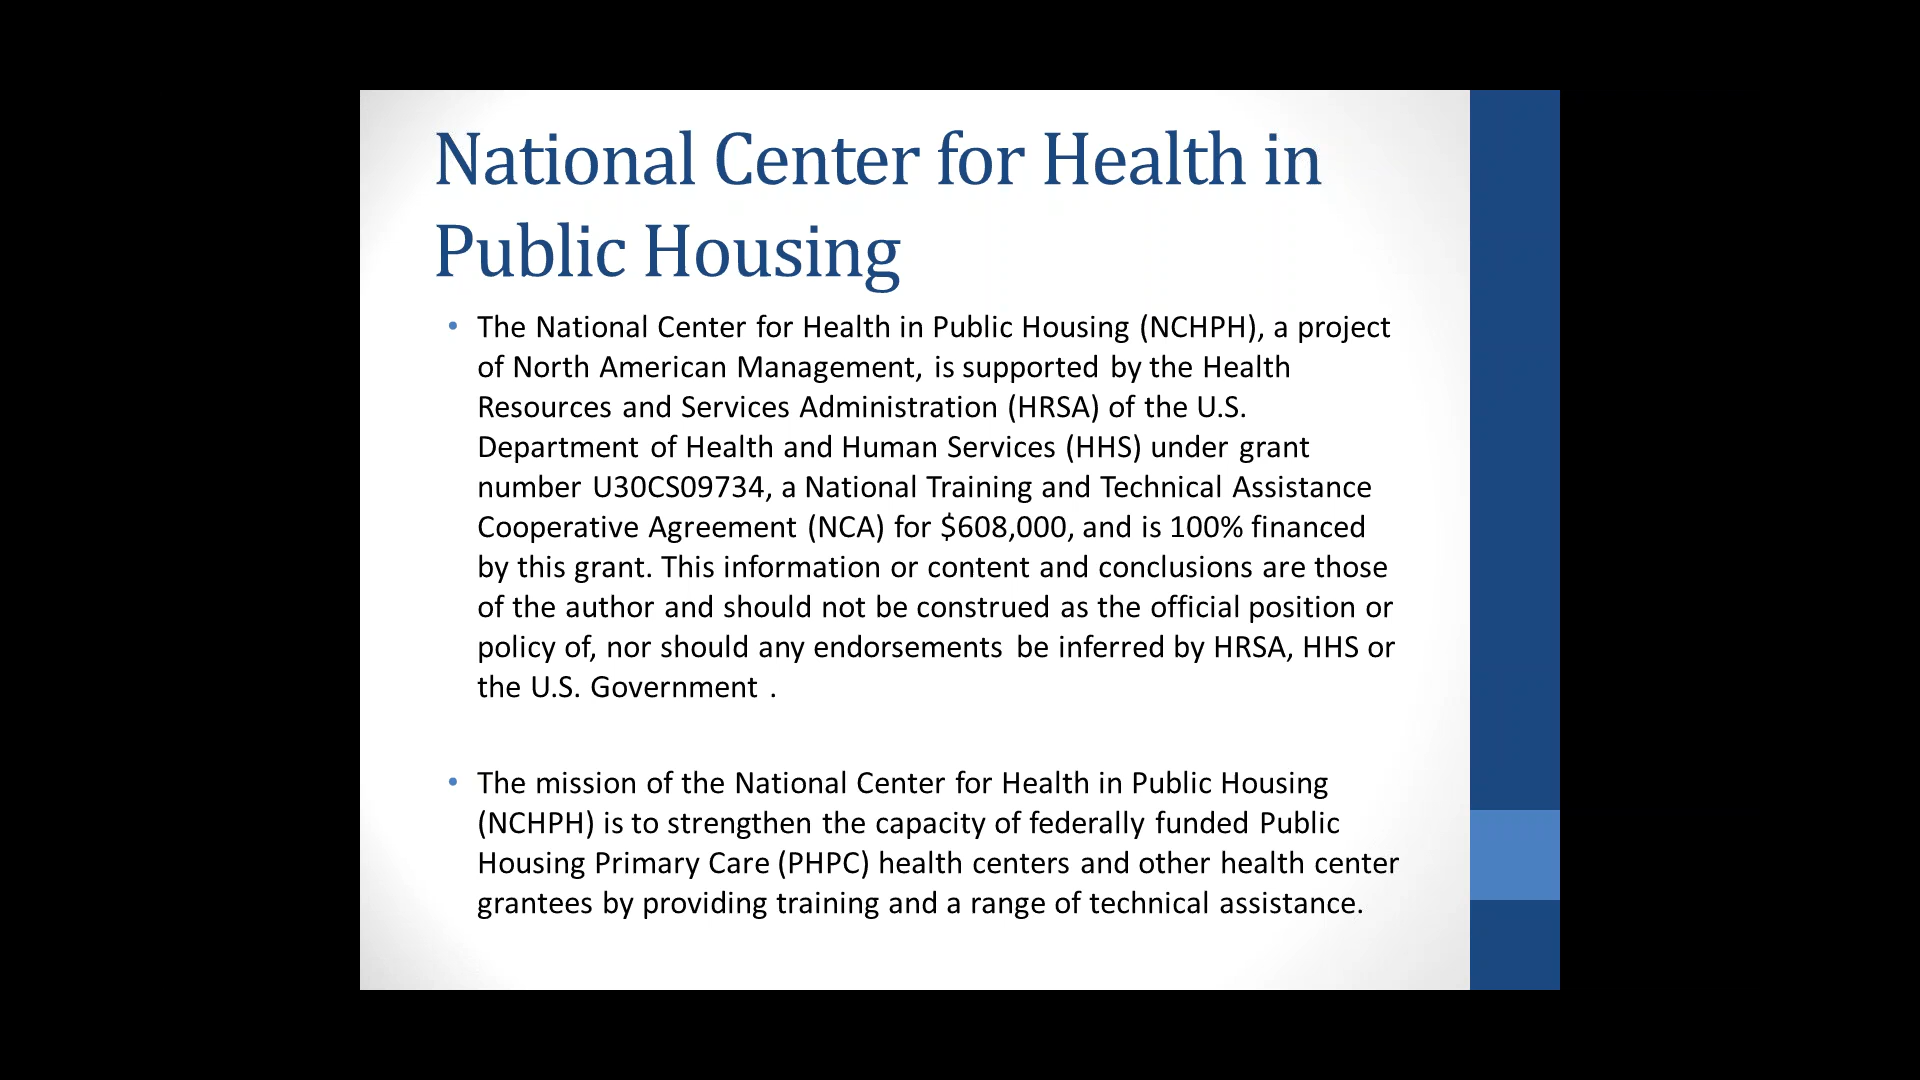 National Center for Health in
Public Housing
• The National Center for Health in Public Housing (NCHPH), a project
of North American Management, is supported by the Health
Resources and Services Administration (HRSA) of the U.S.
Department of Health and Human Services (HHS) under grant
number U30CS09734, a National Training and Technical Assistance
Cooperative Agreement (NCA) for $608,000, and is 100% financed
by this grant. This information or content and conclusions are those
of the author and should not be construed as the official position or
policy of, nor should any endorsements be inferred by HRSA, HHS or
the U.S. Government .
• The mission of the National Center for Health in Public Housing
(NCHPH) is to strengthen the capacity of federally funded Public
Housing Primary Care (PHPC) health centers and other health center
grantees by providing training and a range of technical assistance.